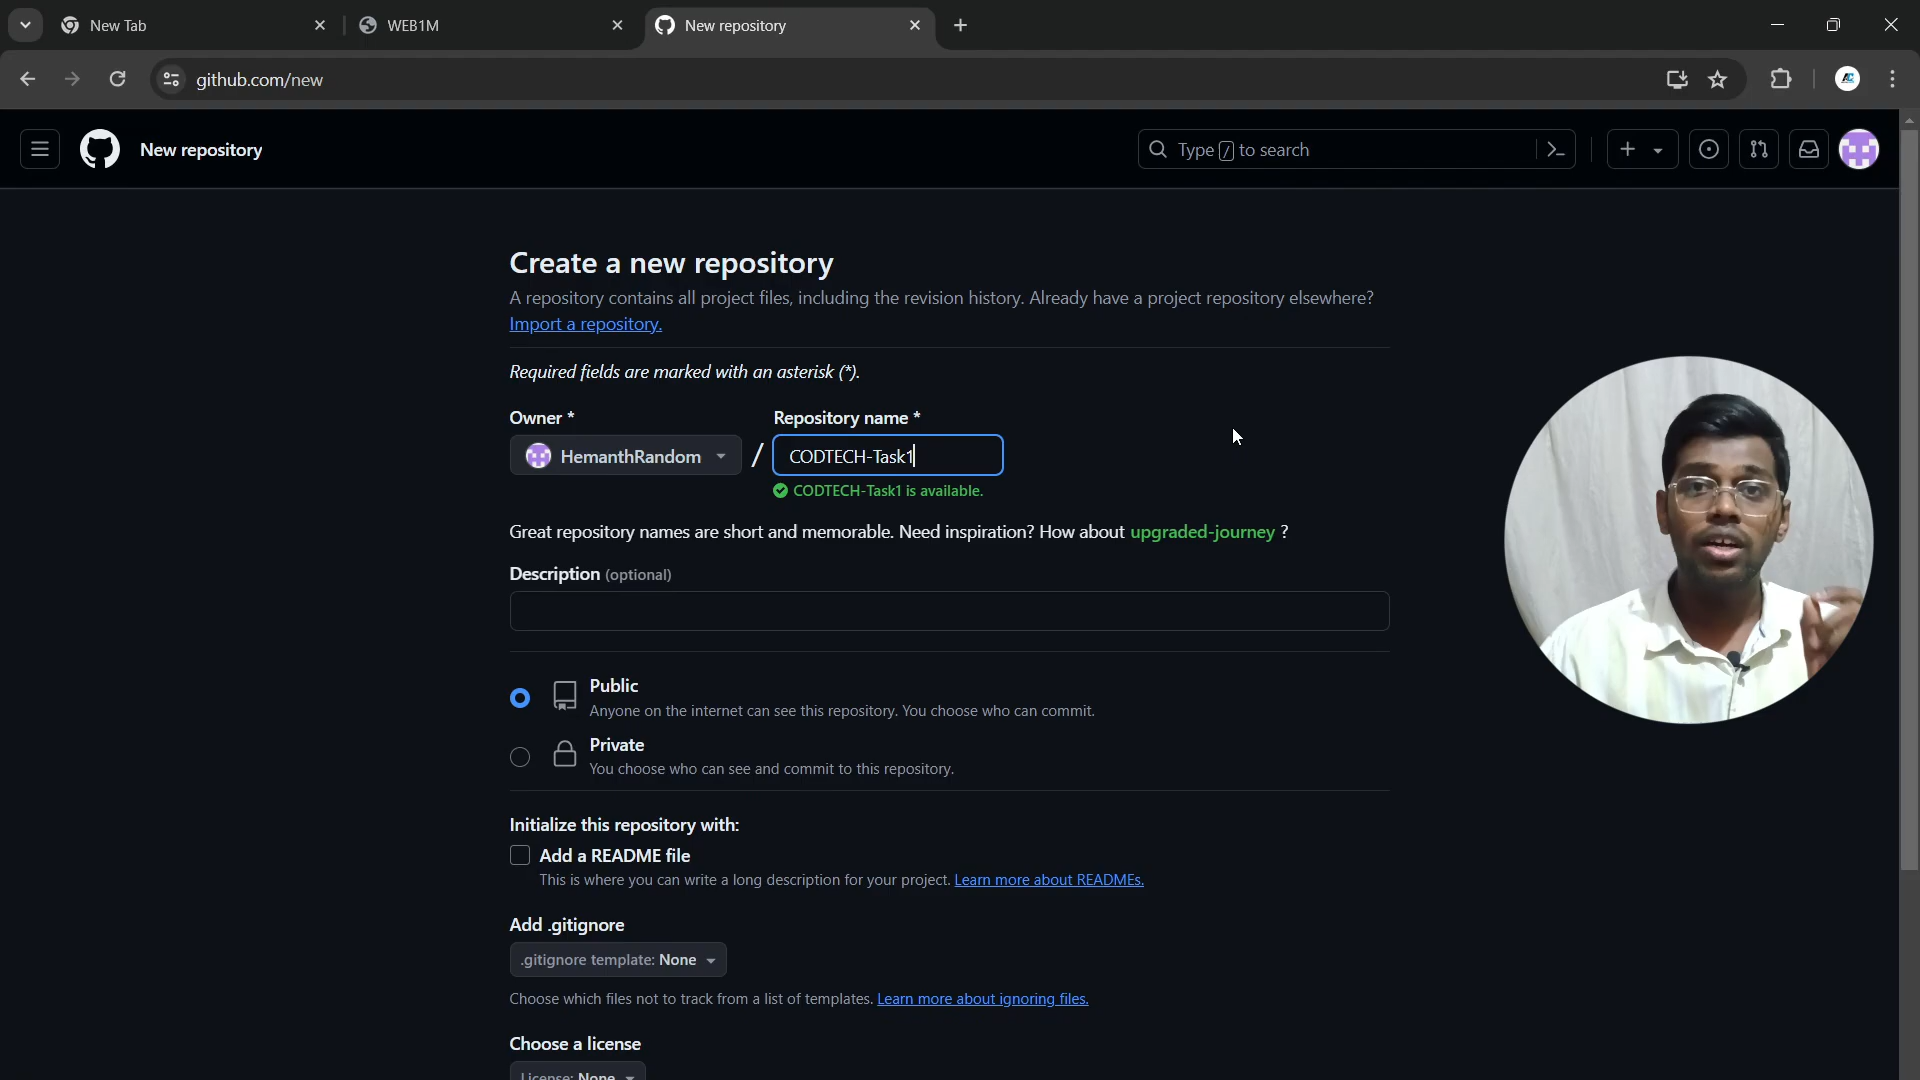 New Tab
WEB1M
New repository
github.com/new
New repository
Type / to search
Create a new repository
A repository contains all project files, including the revision history. Already have a project repository elsewhere?
Import a repository.
Required fields are marked with an asterisk (*).
Owner *
Repository name *
HemanthRandom
/
CODTECH-Task1
CODTECH-Task1 is available.
Great repository names are short and memorable. Need inspiration? How about upgraded-journey ?
Description (optional)
Public
Anyone on the internet can see this repository. You choose who can commit.
Private
You choose who can see and commit to this repository.
Initialize this repository with:
Add a README file
This is where you can write a long description for your project. Learn more about READMEs.
Add .gitignore
.gitignore template: None
Choose which files not to track from a list of templates. Learn more about ignoring files.
Choose a license
License: None